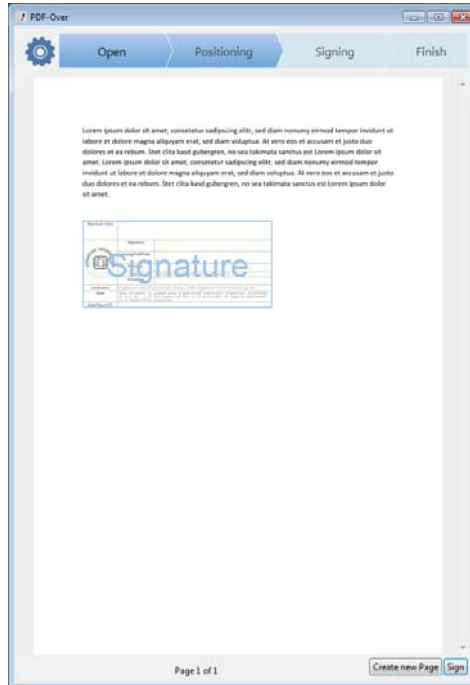 PDF-Over
Open Positioning Signing Finish
Lorem ipsum dolor sit amet, consetetur sadipscing elitr, sed diam nonumy eirmod tempor invidunt ut
labore et dolore magna aliquyam erat, sed diam voluptua. At vero eos et accusam et justo duo
dolores et ea rebum. Stet clita kasd gubergren, no sea takimata sanctus est Lorem ipsum dolor sit
amet. Lorem ipsum dolor sit amet, consetetur sadipscing elitr, sed diam nonumy eirmod tempor
invidunt ut labore et dolore magna aliquyam erat, sed diam voluptua. At vero eos et accusam et justo
duo dolores et ea rebum. Stet clita kasd gubergren, no sea takimata sanctus est Lorem ipsum dolor
sit amet.
Signature
Page 1 of 1
Create new Page
Sign